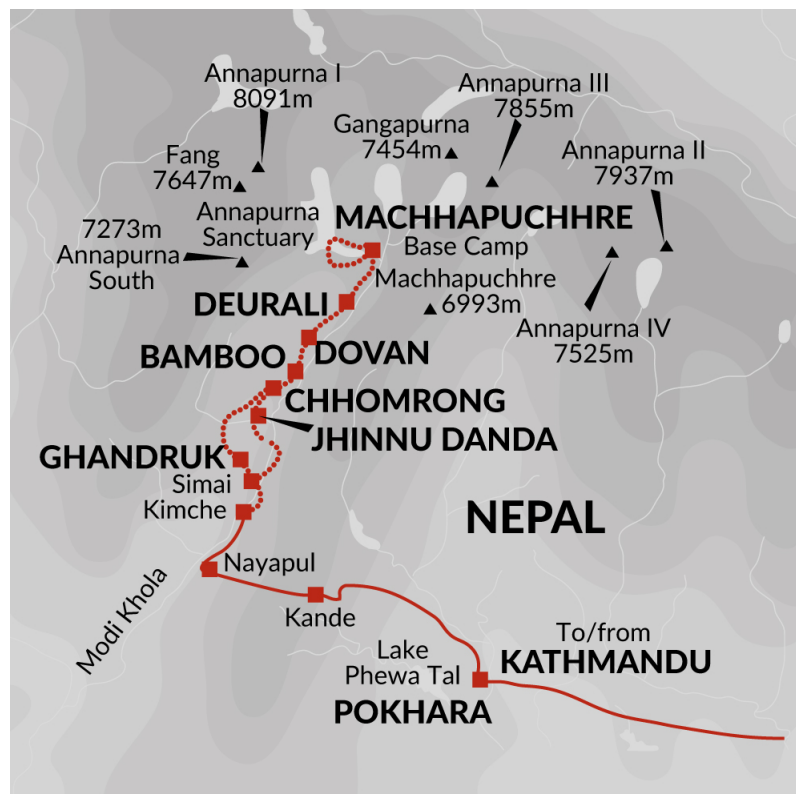 Annapurna I
8091m
Annapurna III
7855m
Gangapurna
7454m
Fang
7647m
Annapurna II
7937m
Annapurna
Sanctuary
MACHHAPUCHHRE
Base Camp
7273m
Annapurna
South
Machhapuchhre
6993m
DEURALI
Annapurna IV
7525m
BAMBOO
DOVAN
CHHOMRONG
JHINNU DANDA
GHANDRUK
Simai
Kimche
NEPAL
Nayapul
Modi Khola
Kande
To/from
KATHMANDU
Lake
Phewa Tal
POKHARA